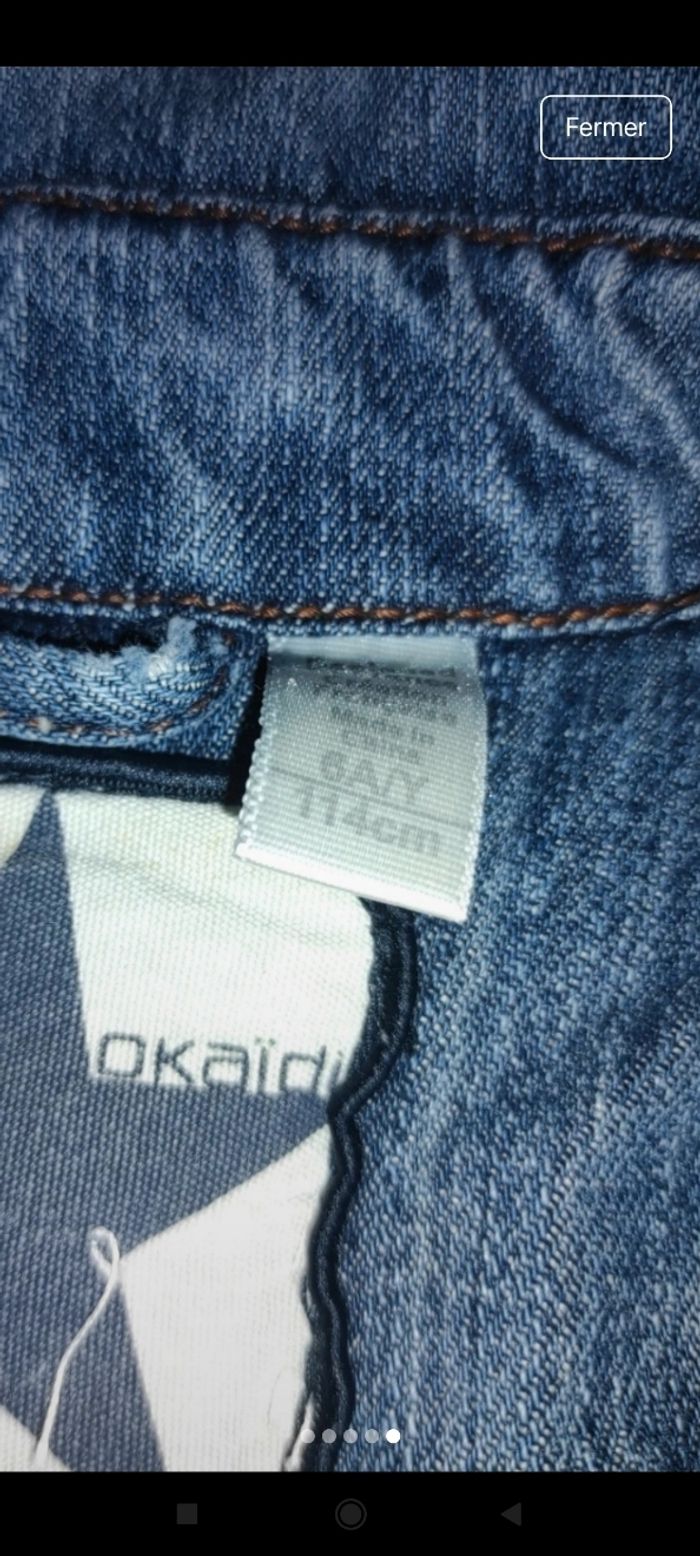 Fermer
Made in
China
6A/Y
114cm
OKaïdi